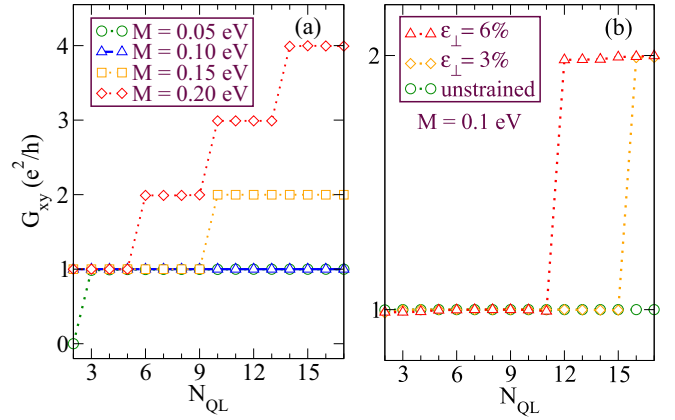 (a)
M = 0.05 eV
M = 0.10 eV
M = 0.15 eV
M = 0.20 eV
4
3
2
1
0
G_xy (e²/h)
3 6 9 12 15
N_QL
(b)
ε⊥ = 6%
ε⊥ = 3%
unstrained
M = 0.1 eV
2
1
3 6 9 12 15
N_QL